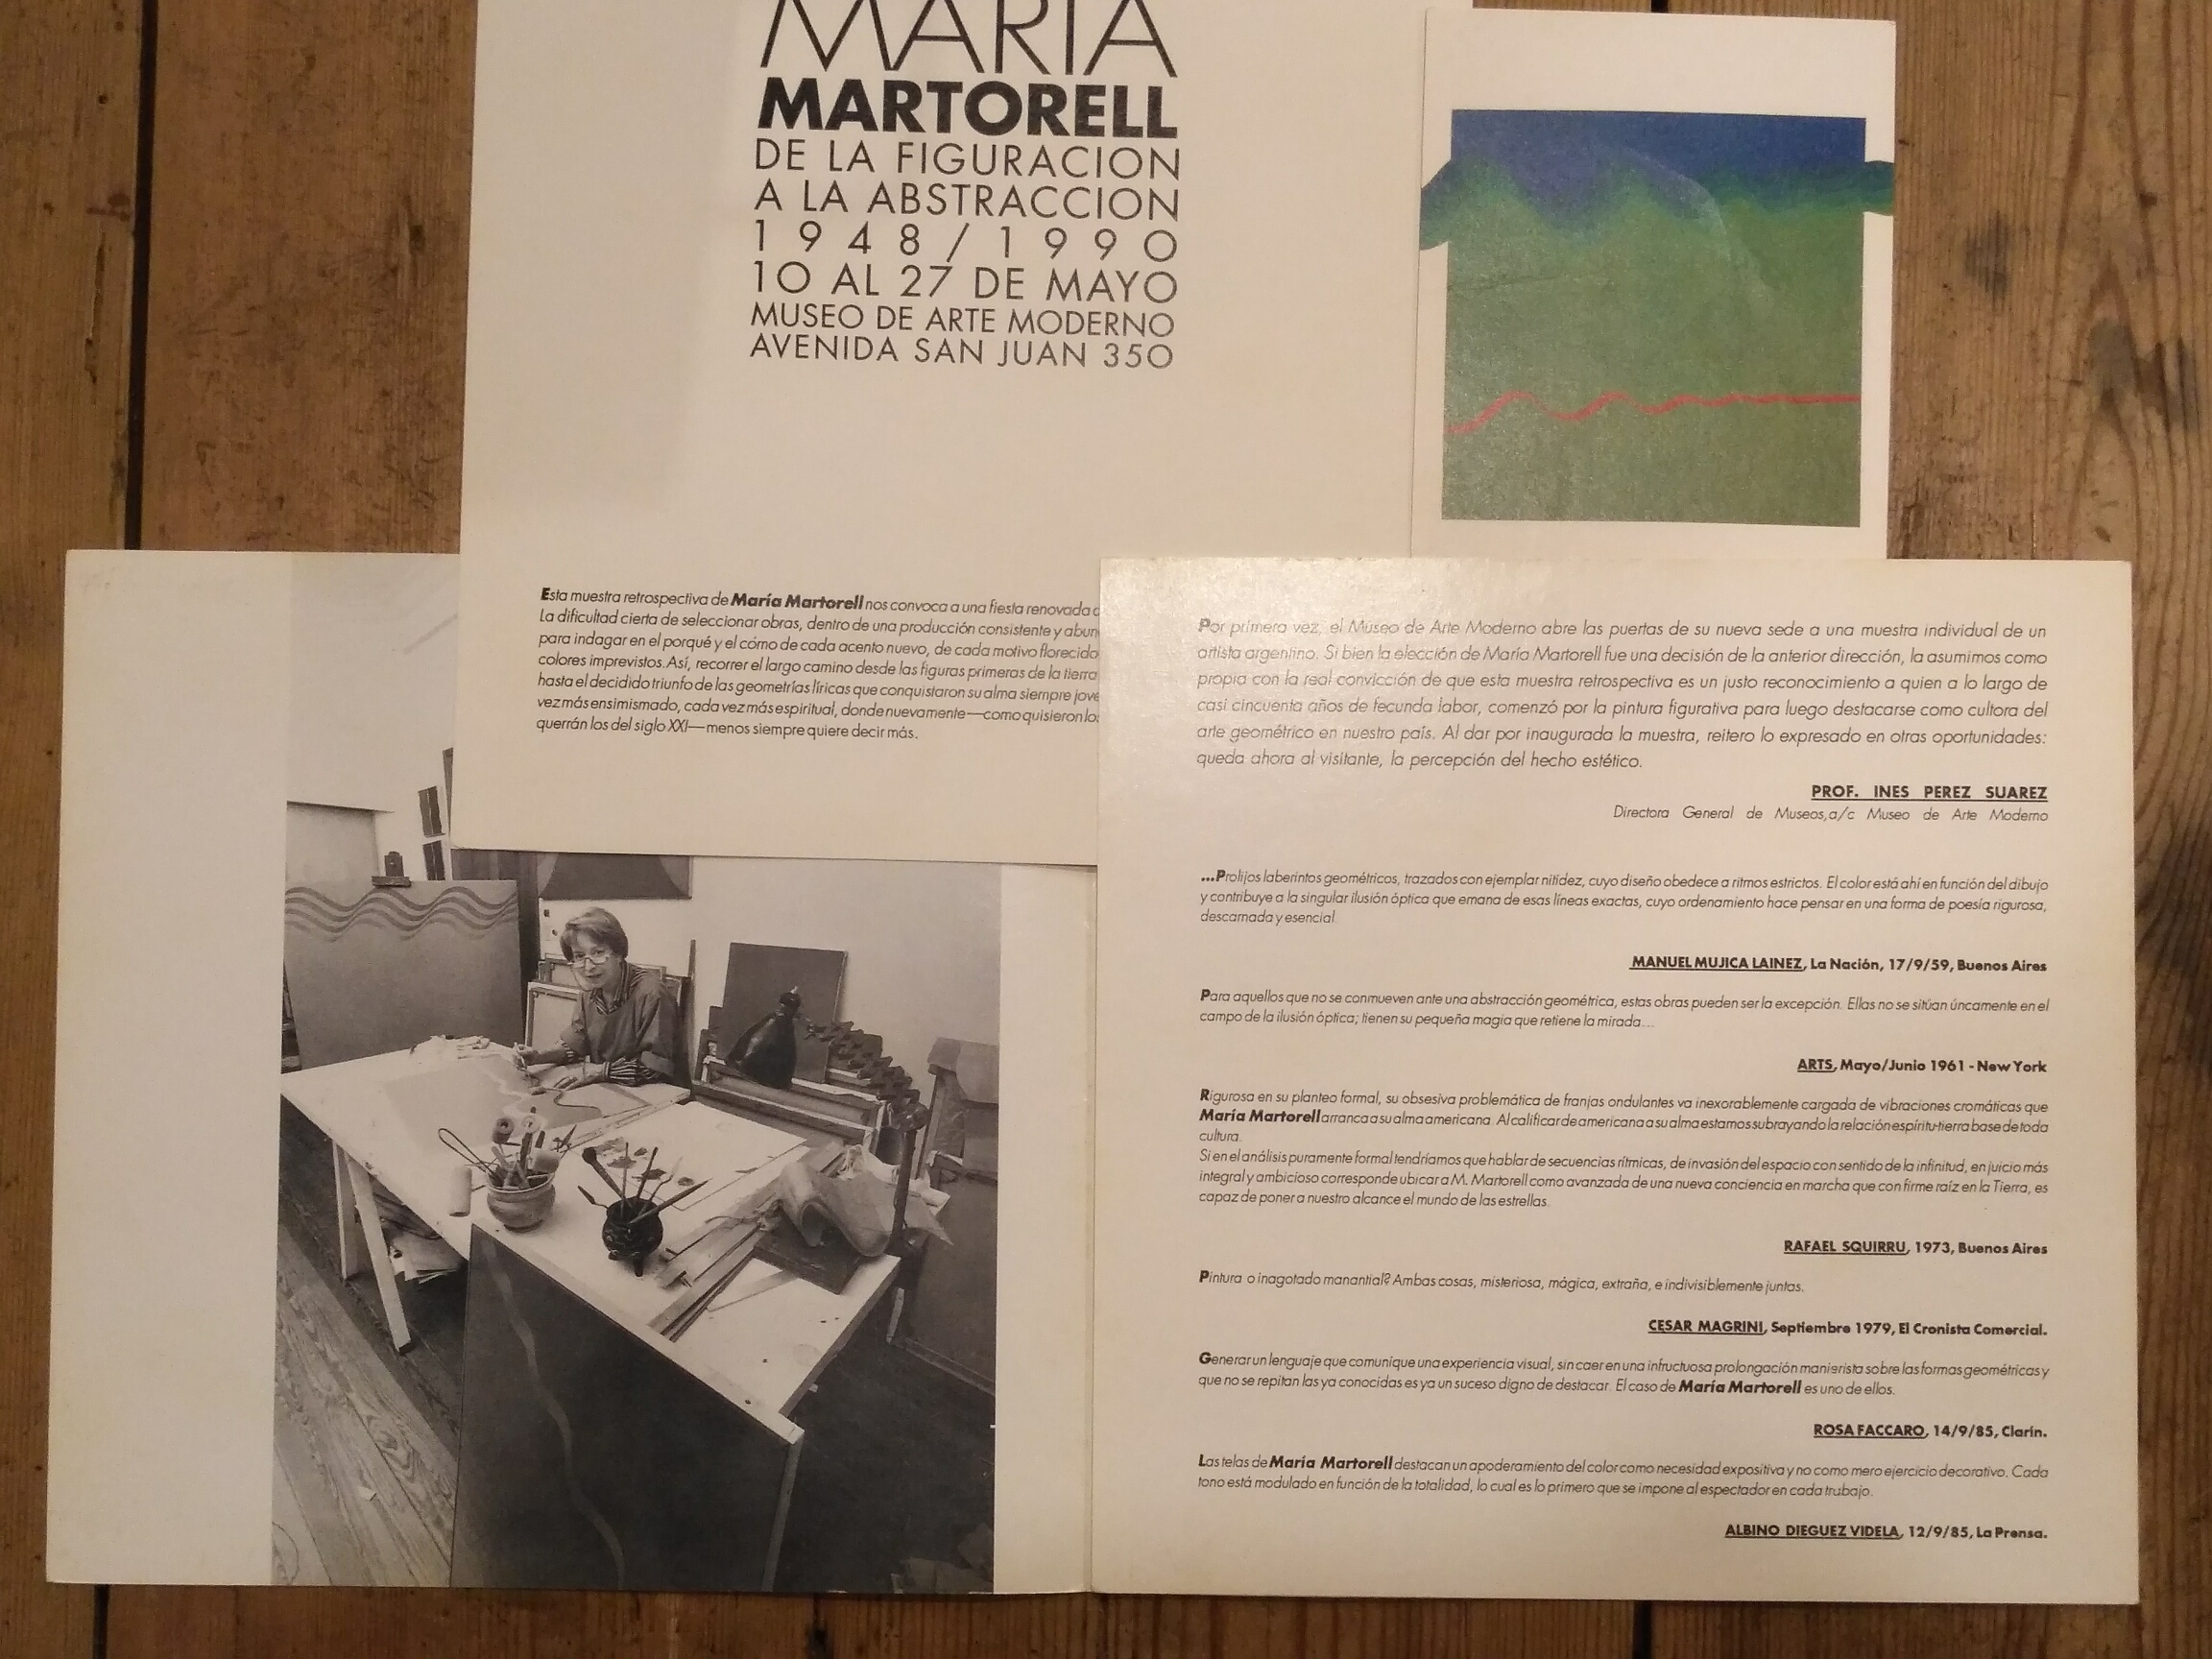 MARIA
MARTORELL
DE LA FIGURACION
A LA ABSTRACCION
1948/1990
10 AL 27 DE MAYO
MUSEO DE ARTE MODERNO
AVENIDA SAN JUAN 350
Esta muestra retrospectiva de María Martorell nos convoca a una fiesta renovada
La dificultad cierta de seleccionar obras, dentro de una producción consistente y
para indagar en el porqué y el cómo de cada acento nuevo, de cada motivo florecido
colores imprevistos. Así, recorrer el largo camino desde las figuras primeras de la tierra
hasta el decidido triunfo de las geometrías líricas que conquistaron su alma siempre
vez más ensimismado, cada vez más espiritual, donde nuevamente—como quisieron
querrán los del siglo XXI—menos siempre quiere decir más.
Por primera vez, el Museo de Arte Moderno abre las puertas de su nueva sede a una muestra individual de un
artista argentino. Si bien la elección de María Martorell fue una decisión de la anterior dirección, la asumimos como
propia con la real convicción de que esta muestra retrospectiva es un justo reconocimiento a quien a lo largo de
casi cincuenta años de fecunda labor, comenzó por la pintura figurativa para luego destacarse como cultora del
arte geométrico en nuestro país. Al dar por inaugurada la muestra, reitero lo expresado en otras oportunidades:
queda ahora al visitante, la percepción del hecho estético.
PROF. INES PEREZ SUAREZ
Directora General de Museos,a/c Museo de Arte Moderno
...Prolijos laberintos geométricos, trazados con ejemplar nitidez, cuyo diseño obedece a ritmos estrictos. El color está ahí en función del dibujo
y contribuye a la singular ilusión óptica que emana de esas líneas exactas, cuyo ordenamiento hace pensar en una forma de poesía rigurosa,
descarnada y esencial.
MANUEL MUJICA LAINEZ, La Nación, 17/9/59, Buenos Aires
Para aquellos que no se conmueven ante una abstracción geométrica, estas obras pueden ser la excepción. Ellas no se sitúan úncamente en el
campo de la ilusión óptica; tienen su pequeña magia que retiene la mirada...
ARTS, Mayo/Junio 1961 - New York
Rigurosa en su planteo formal, su obsesiva problemática de franjas ondulantes va inexorablemente cargada de vibraciones cromáticas que
María Martorell arranca a su alma americana. Al calificar de americana a su alma estamos subrayando la relación espíritu-tierra base de toda
cultura.
Si en el análisis puramente formal tendríamos que hablar de secuencias rítmicas, de invasión del espacio con sentido de la infinitud, en juicio más
integral y ambicioso corresponde ubicar a M. Martorell como avanzada de una nueva conciencia en marcha que con firme raíz en la Tierra, es
capaz de poner a nuestro alcance el mundo de las estrellas.
RAFAEL SQUIRRU, 1973, Buenos Aires
Pintura o inagotado manantial? Ambas cosas, misteriosa, mágica, extraña, e indivisiblemente juntas.
CESAR MAGRINI, Septiembre 1979, El Cronista Comercial.
Generar un lenguaje que comunique una experiencia visual, sin caer en una infructuosa prolongación manierista sobre las formas geométricas y
que no se repitan las ya conocidas es ya un suceso digno de destacar. El caso de María Martorell es uno de ellos.
ROSA FACCARO, 14/9/85, Clarín.
Las telas de María Martorell destacan un apoderamiento del color como necesidad expositiva y no como mero ejercicio decorativo. Cada
tono está modulado en función de la totalidad, lo cual es lo primero que se impone al espectador en cada trabajo.
ALBINO DIEGUEZ VIDELA, 12/9/85, La Prensa.